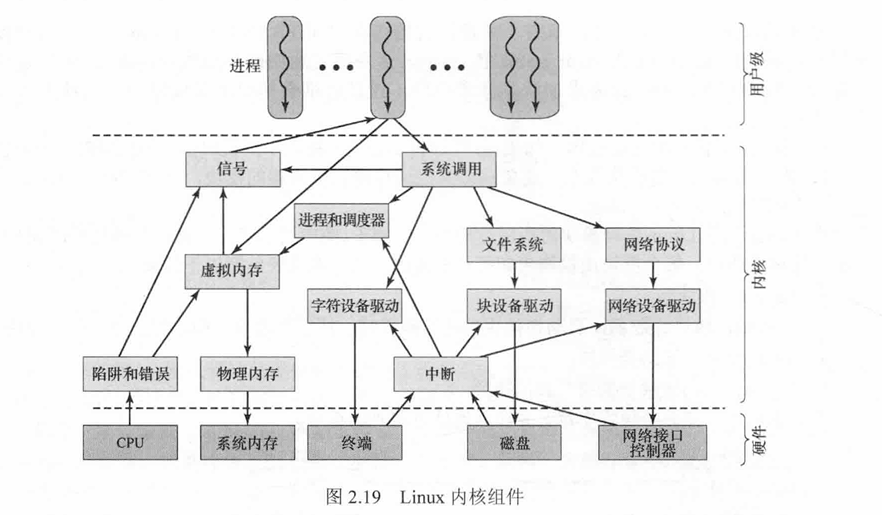 进程
用户级
信号
系统调用
进程和调度器
文件系统
网络协议
虚拟内存
内核
字符设备驱动
块设备驱动
网络设备驱动
陷阱和错误
物理内存
中断
CPU
系统内存
终端
磁盘
网络接口
控制器
硬件
图 2.19 Linux 内核组件